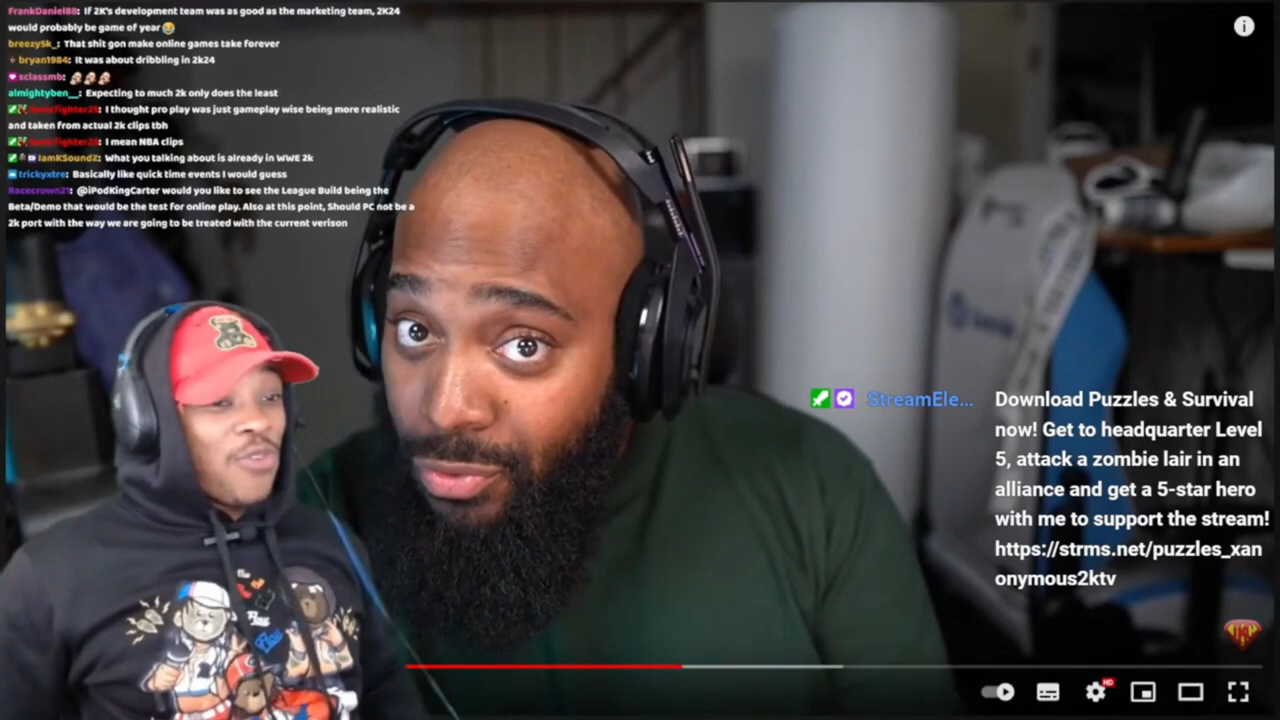 FrankDaniel88: If 2K's development team was as good as the marketing team, 2K24
would probably be game of year 😂
breezy5k_: That shit gon make online games take forever
bryan1984: It was about dribbling in 2k24
sclassmb:
almightyben__: Expecting to much 2k only does the least
: I thought pro play was just gameplay wise being more realistic
and taken from actual 2k clips tbh
: I mean NBA clips
IamKSoundZ: What you talking about is already in WWE 2k
trickyxtre: Basically like quick time events I would guess
Racecrown21: @iPodKingCarter would you like to see the League Build being the
Beta/Demo that would be the test for online play. Also at this point, Should PC not be a
2k port with the way we are going to be treated with the current verison
StreamEle... Download Puzzles & Survival
now! Get to headquarter Level
5, attack a zombie lair in an
alliance and get a 5-star hero
with me to support the stream!
https://strms.net/puzzles_xan
onymous2ktv
HD